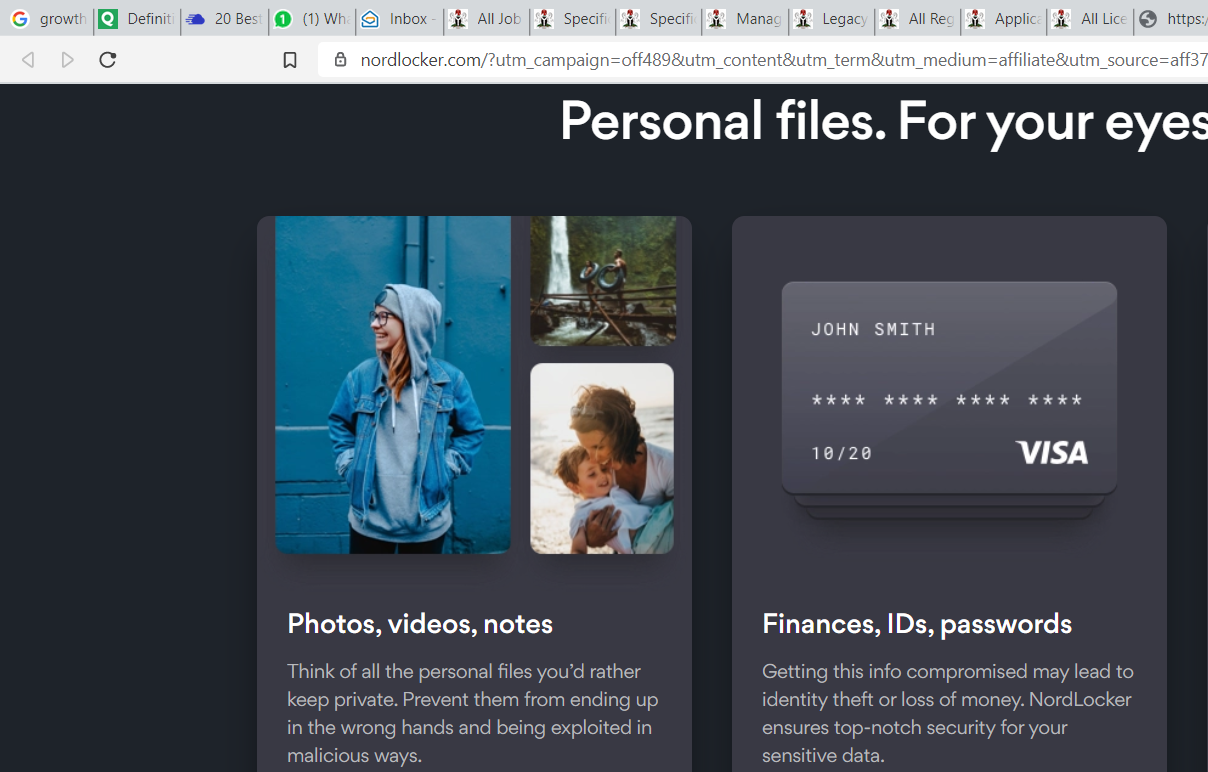 growth Definiti 20 Best (1) Wha Inbox - All Job Specific Specific Manag Legacy All Reg Applica All Lice https:/
nordlocker.com/?utm_campaign=off489&utm_content&utm_term&utm_medium=affiliate&utm_source=aff37
Personal files. For your eyes
JOHN SMITH
**** **** **** ****
10/20 VISA
Photos, videos, notes
Think of all the personal files you’d rather
keep private. Prevent them from ending up
in the wrong hands and being exploited in
malicious ways.
Finances, IDs, passwords
Getting this info compromised may lead to
identity theft or loss of money. NordLocker
ensures top-notch security for your
sensitive data.